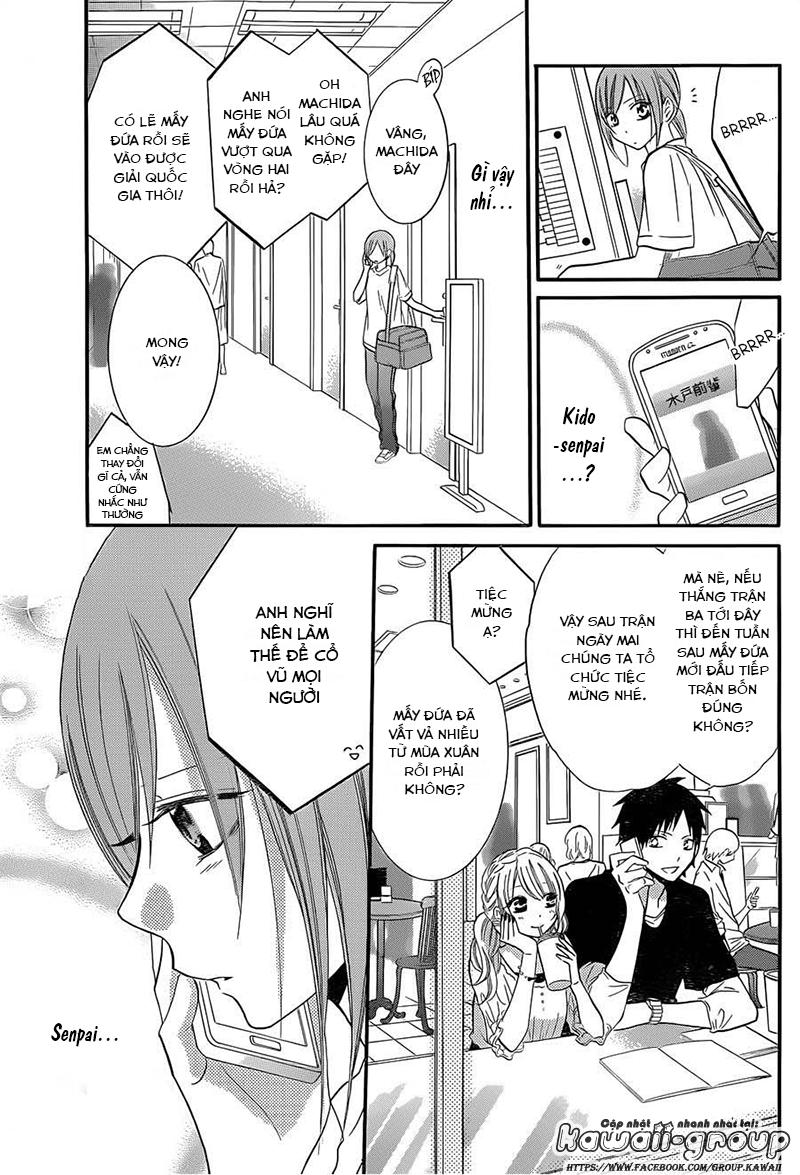 BRRRR...
BRRRR...
木戸前輩
Kido
-senpai
...?
Gì vậy
nhỉ...
BÍP
VÂNG,
MACHIDA
ĐÂY
OH
MACHIDA
LÂU QUÁ
KHÔNG
GẶP!
ANH
NGHE NÓI
MẤY ĐỨA
VƯỢT QUA
VÒNG HAI
RỒI HẢ?
CÓ LẼ MẤY
ĐỨA RỒI SẼ
VÀO ĐƯỢC
GIẢI QUỐC
GIA THÔI!
MONG
VẬY!
EM CHẲNG
THAY ĐỔI
GÌ CẢ, VẪN
CỨNG
NHẮC NHƯ
THƯỜNG
MÀ NÈ, NẾU
THẮNG TRẬN
BA TỚI ĐÂY
THÌ ĐẾN TUẦN
SAU MẤY ĐỨA
MỚI ĐẤU TIẾP
TRẬN BỐN
ĐÚNG
KHÔNG?
VẬY SAU TRẬN
NGÀY MAI
CHÚNG TA TỔ
CHỨC TIỆC
MỪNG NHÉ.
TIỆC
MỪNG
Ạ?
MẤY ĐỨA ĐÃ
VẤT VẢ NHIỀU
TỪ MÙA XUÂN
RỒI PHẢI
KHÔNG?
ANH NGHĨ
NÊN LÀM
THẾ ĐỂ CỔ
VŨ MỌI
NGƯỜI
Senpai...
Cập nhật nhanh nhất tại:
Kawaii-group
HTTPS://WWW.FACEBOOK.COM/GROUP.KAWAII